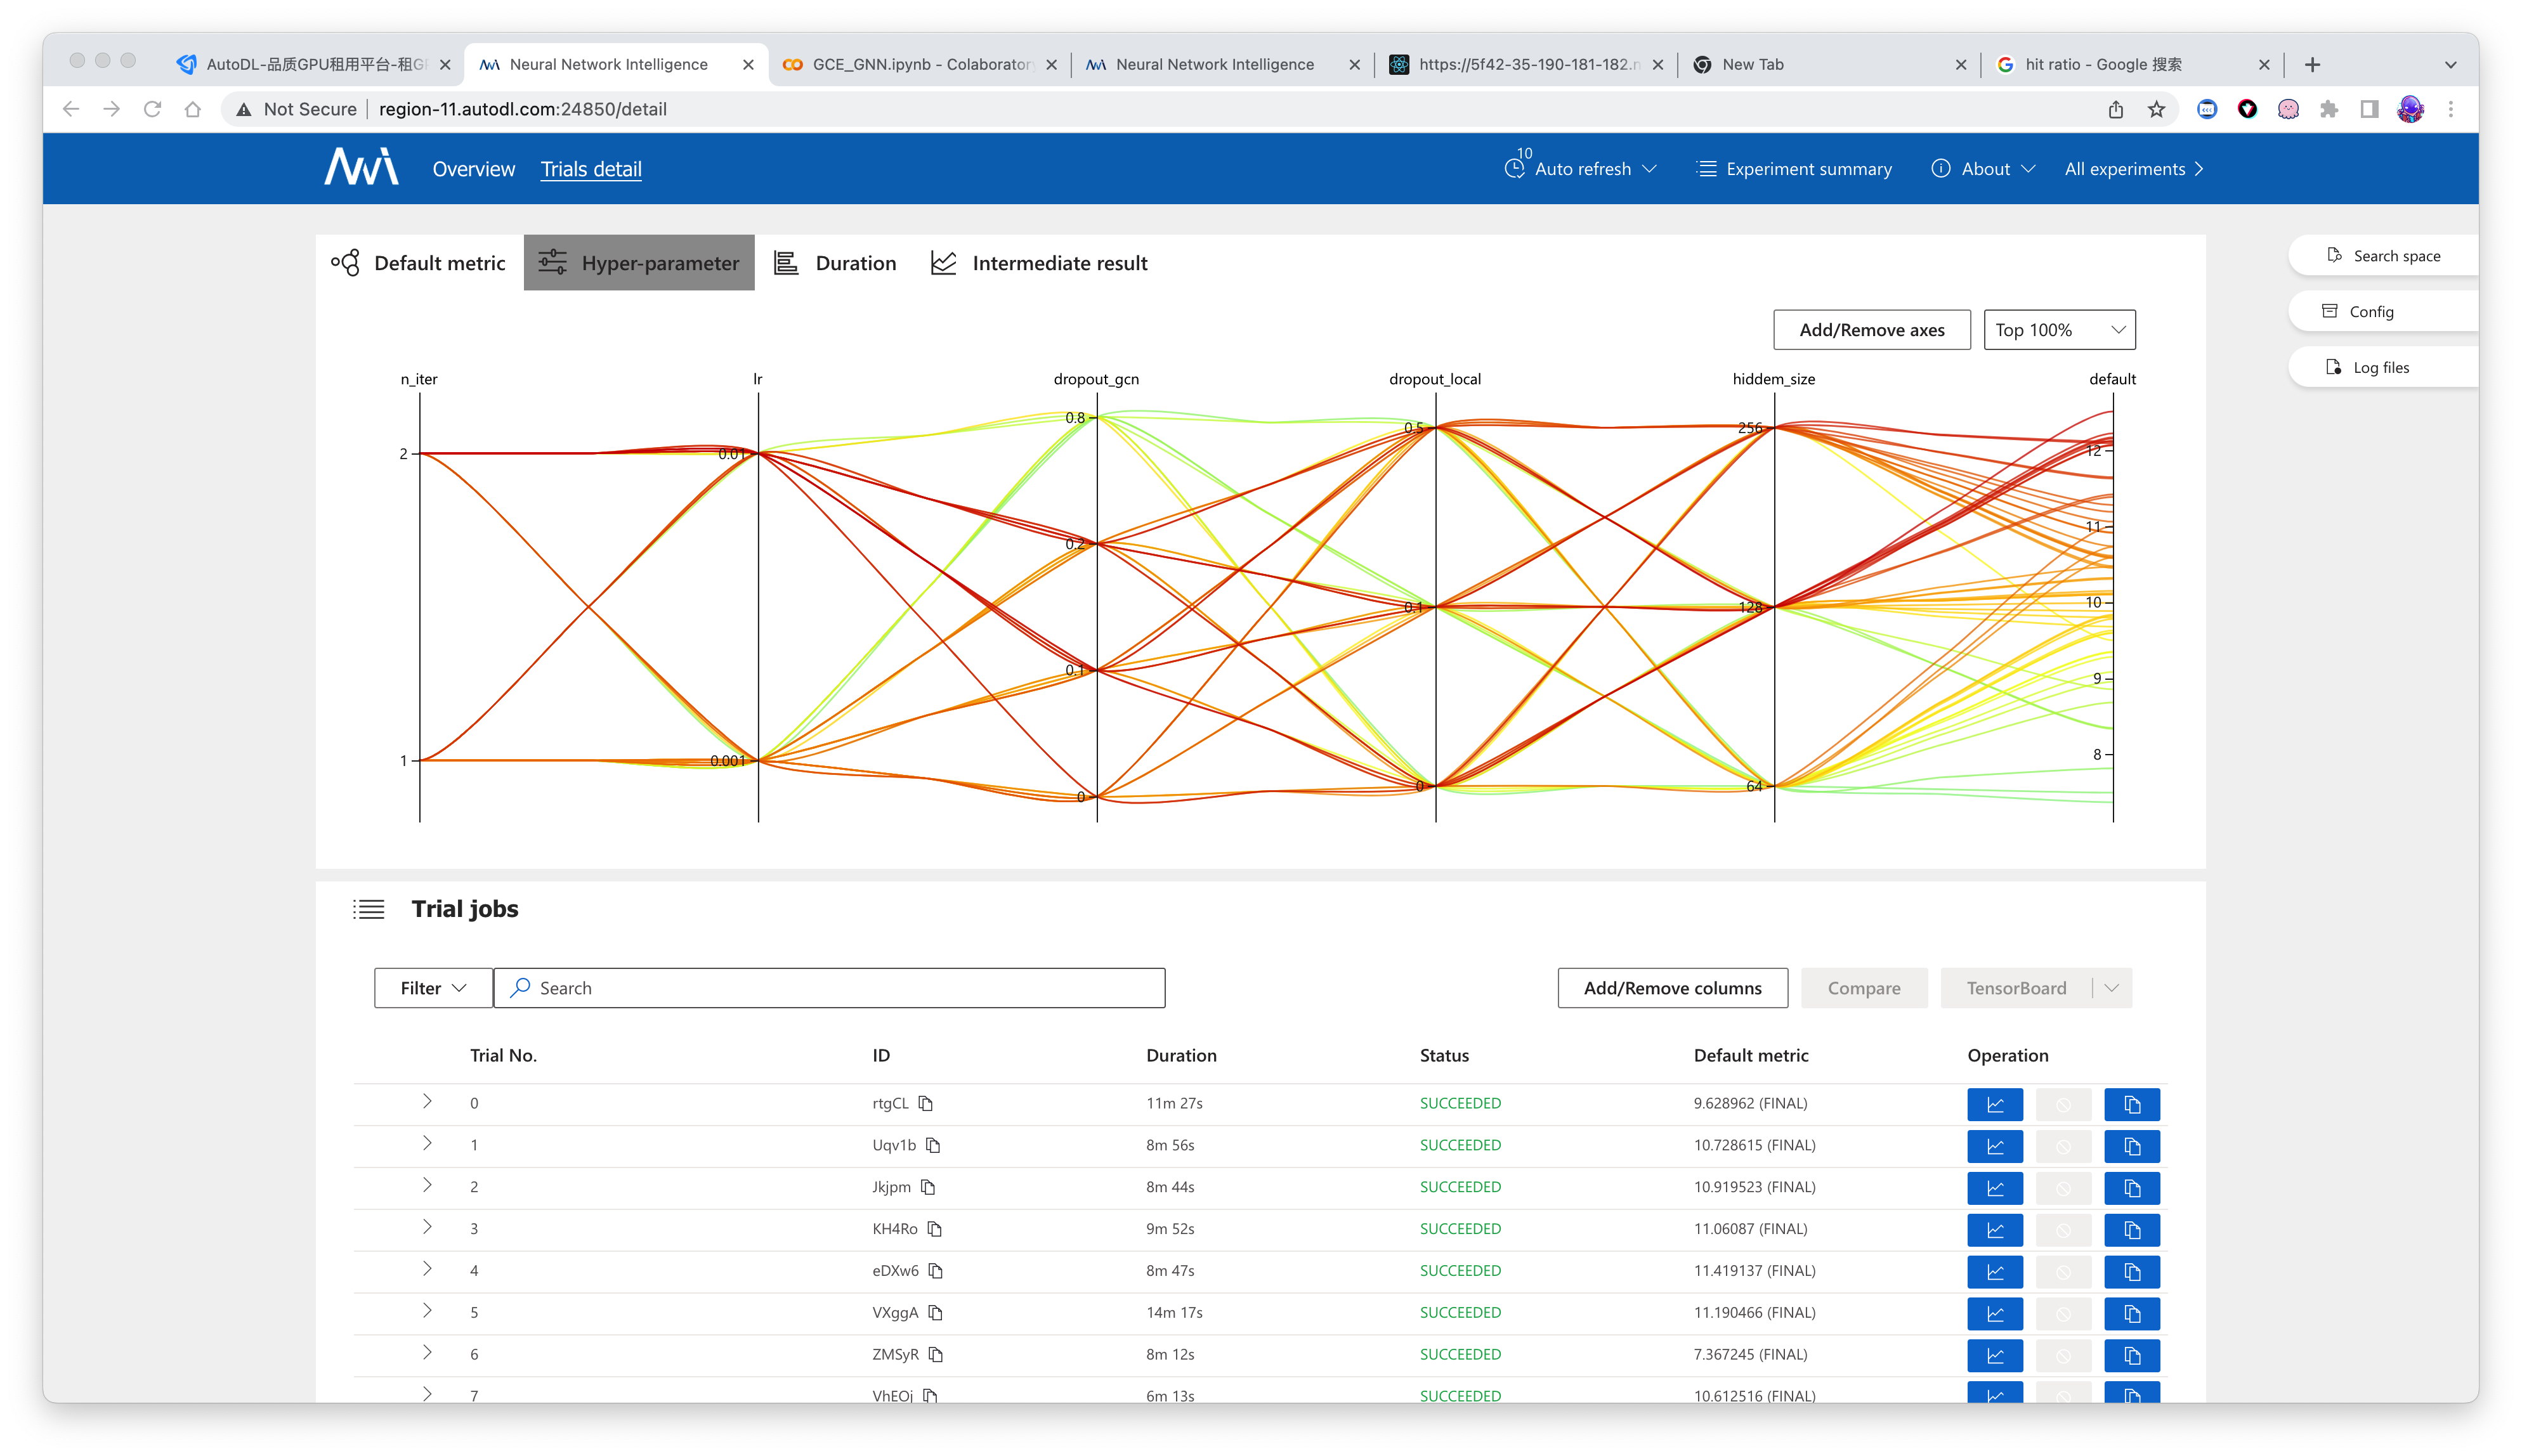 AutoDL-品质GPU租用平台-租G
Neural Network Intelligence
GCE_GNN.ipynb - Colaborator
Neural Network Intelligence
https://5f42-35-190-181-182.n
New Tab
hit ratio - Google 搜索
Not Secure
region-11.autodl.com:24850/detail
Overview
Trials detail
10
Auto refresh
Experiment summary
About
All experiments
Default metric
Hyper-parameter
Duration
Intermediate result
Search space
Config
Log files
Add/Remove axes
Top 100%
n_iter
lr
dropout_gcn
dropout_local
hiddem_size
default
2
1
0.01
0.001
0.8
0.2
0.1
0
0.5
0.1
0
256
128
64
12
11
10
9
8
Trial jobs
Filter
Search
Add/Remove columns
Compare
TensorBoard
Trial No. ID Duration Status Default metric Operation
0 rtgCL 11m 27s SUCCEEDED 9.628962 (FINAL)
1 Uqv1b 8m 56s SUCCEEDED 10.728615 (FINAL)
2 Jkjpm 8m 44s SUCCEEDED 10.919523 (FINAL)
3 KH4Ro 9m 52s SUCCEEDED 11.06087 (FINAL)
4 eDXw6 8m 47s SUCCEEDED 11.419137 (FINAL)
5 VXggA 14m 17s SUCCEEDED 11.190466 (FINAL)
6 ZMSyR 8m 12s SUCCEEDED 7.367245 (FINAL)
7 VhEOj 6m 13s SUCCEEDED 10.612516 (FINAL)